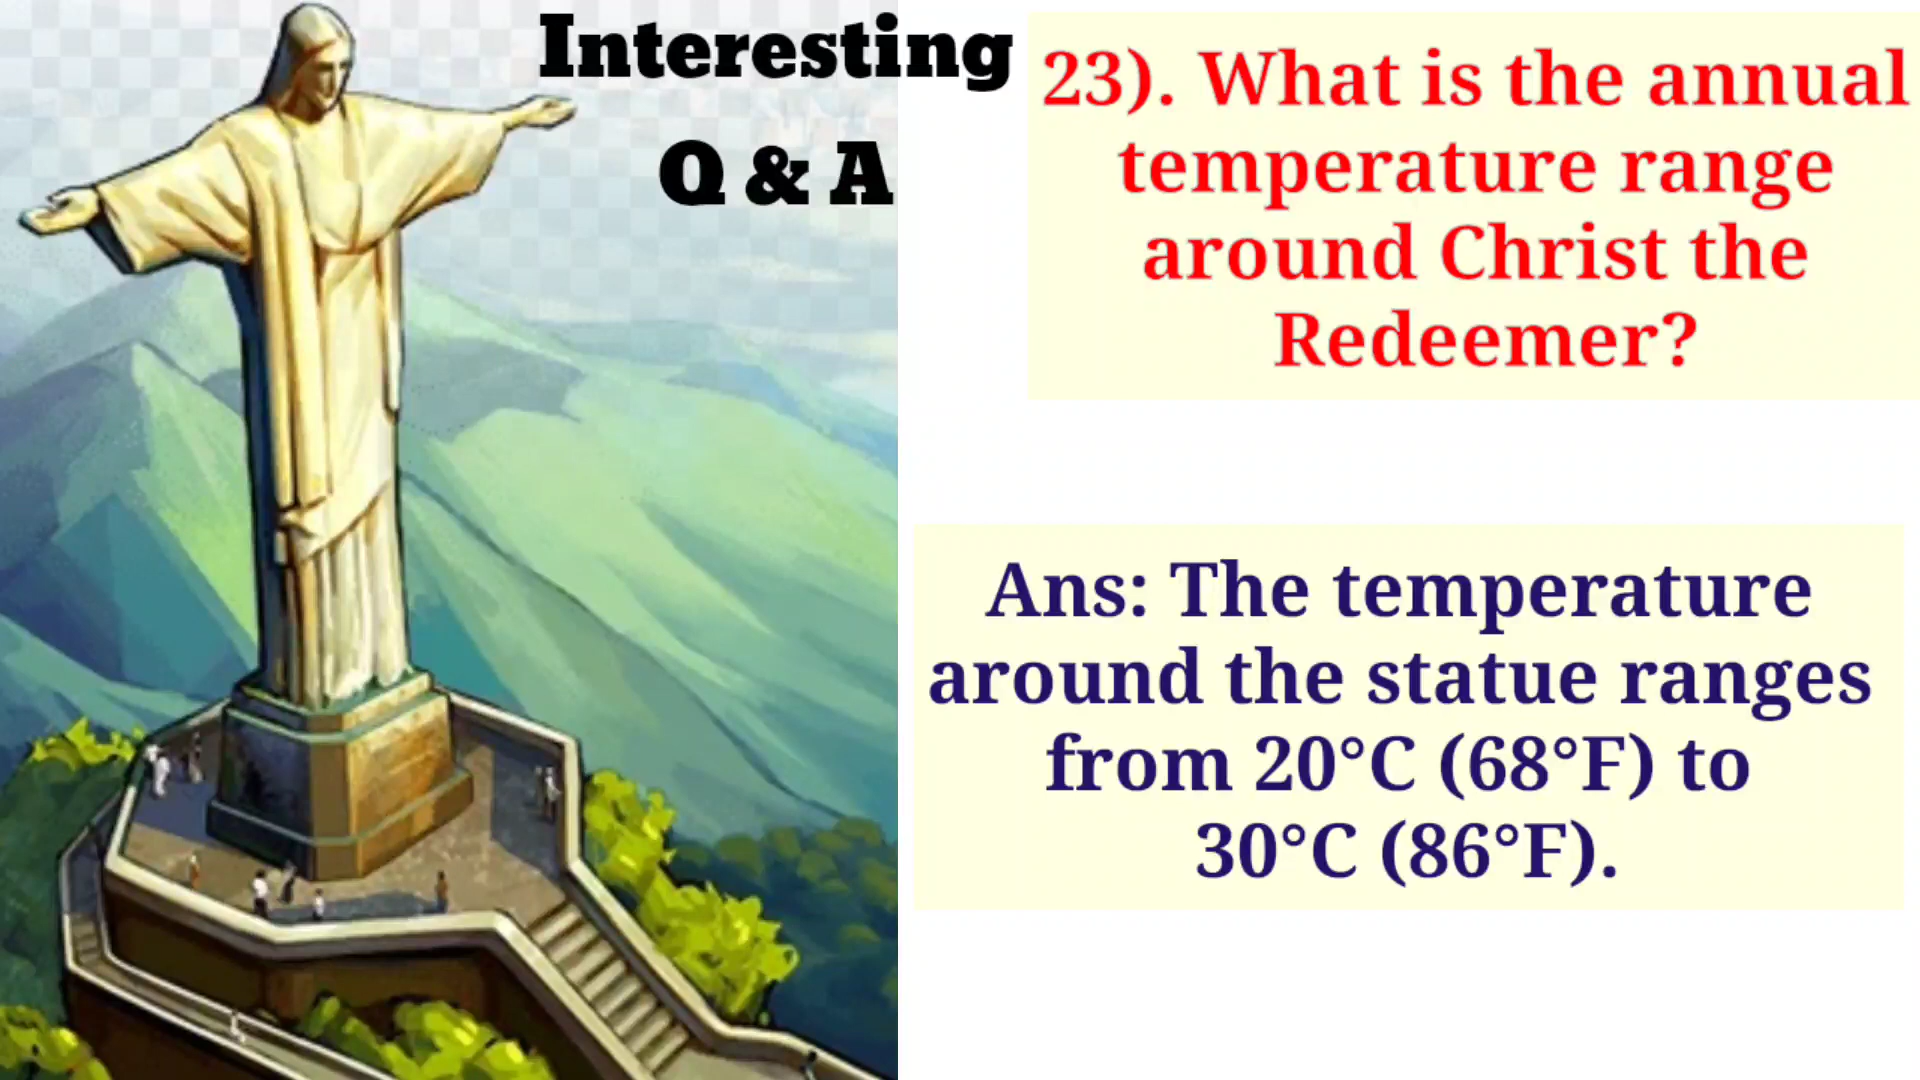 Interesting
Q & A
23). What is the annual
temperature range
around Christ the
Redeemer?
Ans: The temperature
around the statue ranges
from 20°C (68°F) to
30°C (86°F).